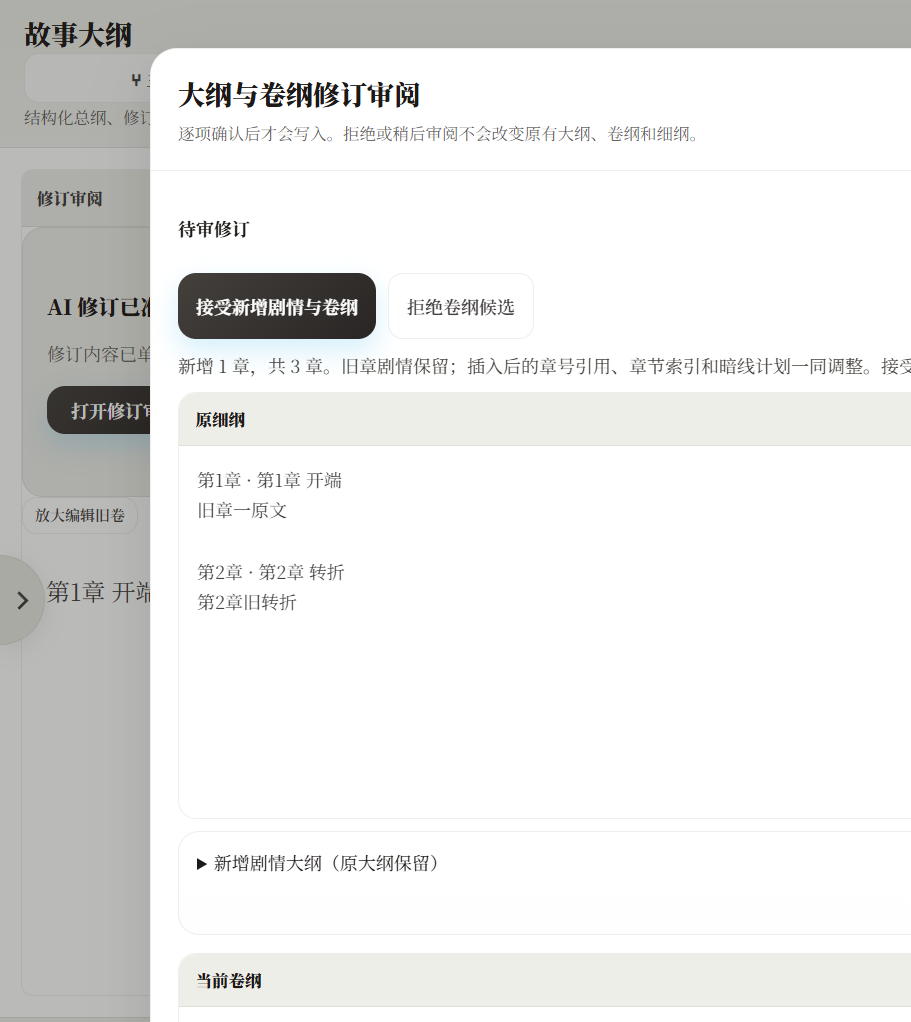 故事大纲
结构化总纲、修订
修订审阅
AI 修订已准
修订内容已单
打开修订审
放大编辑旧卷
第1章 开端
大纲与卷纲修订审阅
逐项确认后才会写入。拒绝或稍后审阅不会改变原有大纲、卷纲和细纲。
待审修订
接受新增剧情与卷纲
拒绝卷纲候选
新增 1 章，共 3 章。旧章剧情保留；插入后的章号引用、章节索引和暗线计划一同调整。接受
原细纲
第1章 · 第1章 开端
旧章一原文
第2章 · 第2章 转折
第2章旧转折
▶ 新增剧情大纲（原大纲保留）
当前卷纲